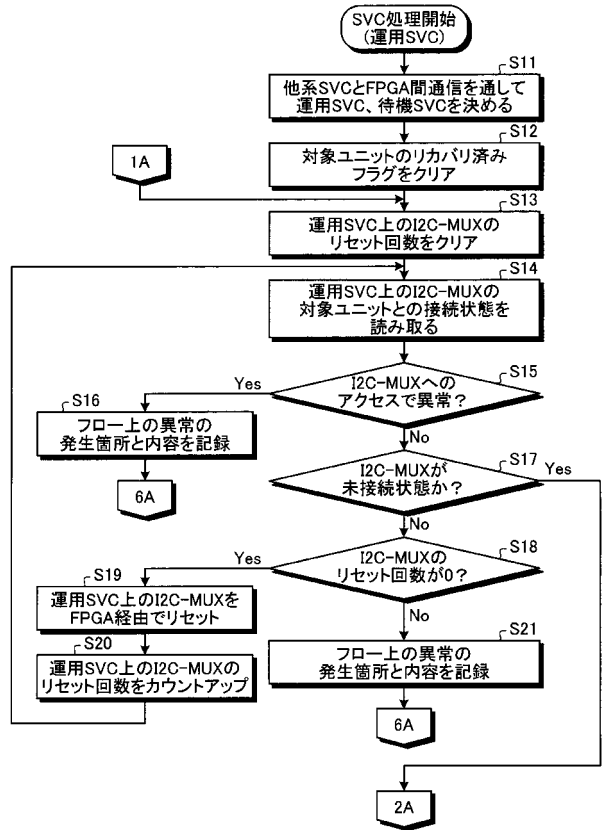 SVC処理開始
(運用SVC)
S11
他系SVCとFPGA間通信を通して
運用SVC、待機SVCを決める
S12
対象ユニットのリカバリ済み
フラグをクリア
1A
S13
運用SVC上のI2C-MUXの
リセット回数をクリア
S14
運用SVC上のI2C-MUXの
対象ユニットとの接続状態を
読み取る
S15
I2C-MUXへの
アクセスで異常？
Yes
No
S16
フロー上の異常の
発生箇所と内容を記録
6A
S17
I2C-MUXが
未接続状態か？
Yes
No
S18
I2C-MUXの
リセット回数が0？
Yes
No
S19
運用SVC上のI2C-MUXを
FPGA経由でリセット
S20
運用SVC上のI2C-MUXの
リセット回数をカウントアップ
S21
フロー上の異常の
発生箇所と内容を記録
6A
2A